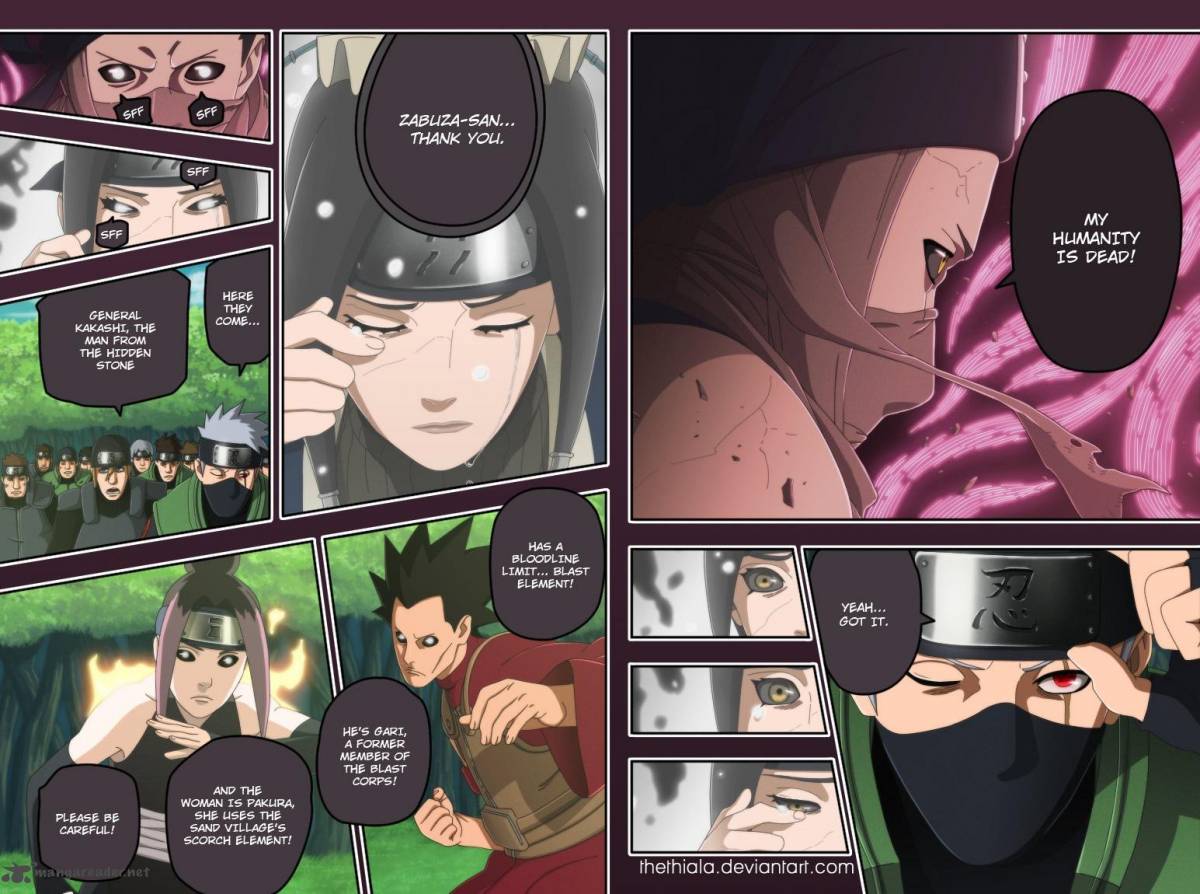 MY
HUMANITY
IS DEAD!
YEAH...
GOT IT.
忍
ZABUZA-SAN...
THANK YOU.
SFF
SFF
SFF
SFF
HERE
THEY
COME...
GENERAL
KAKASHI, THE
MAN FROM
THE HIDDEN
STONE
HAS A
BLOODLINE
LIMIT... BLAST
ELEMENT!
HE'S GARI,
A FORMER
MEMBER OF
THE BLAST
CORPS!
AND THE
WOMAN IS PAKURA,
SHE USES THE
SAND VILLAGE'S
SCORCH ELEMENT!
PLEASE BE
CAREFUL!
thethiala.deviantart.com
mangareader.net